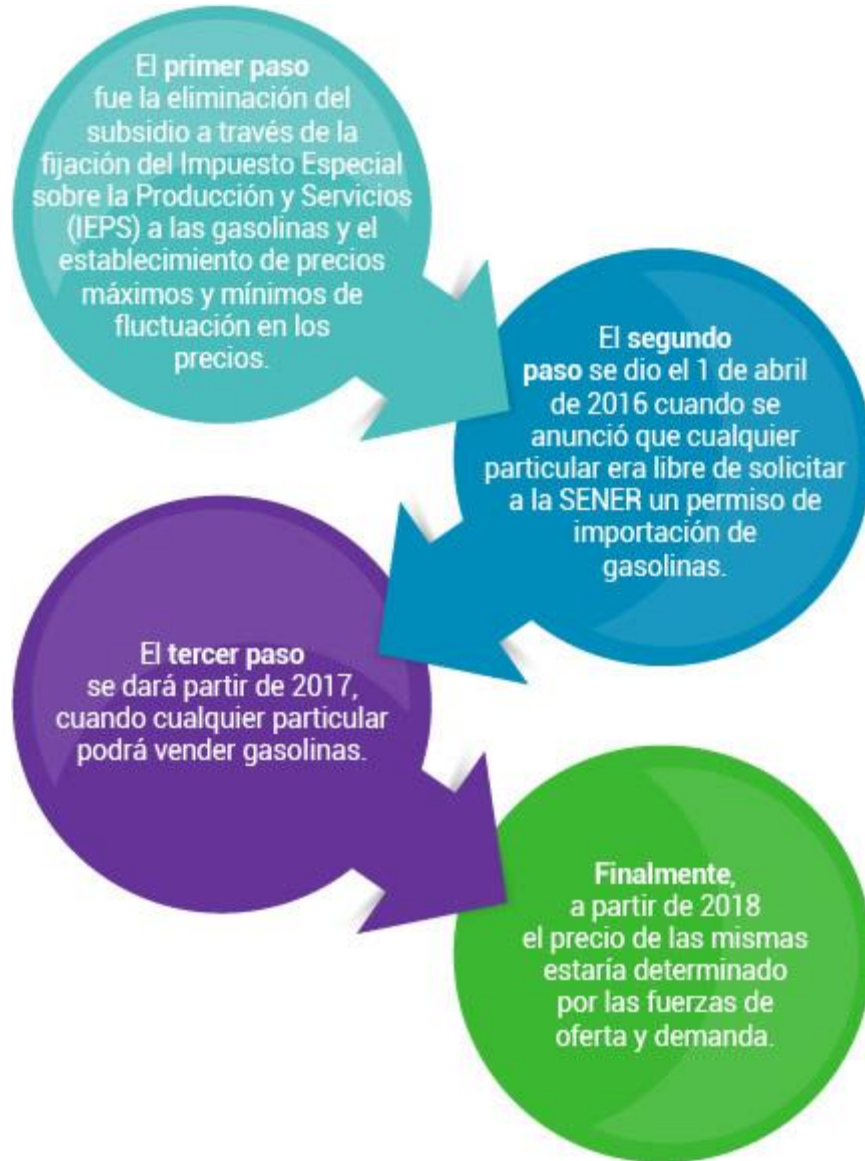 El primer paso
fue la eliminación del
subsidio a través de la
fijación del Impuesto Especial
sobre la Producción y Servicios
(IEPS) a las gasolinas y el
establecimiento de precios
máximos y mínimos de
fluctuación en los
precios.
El segundo
paso se dio el 1 de abril
de 2016 cuando se
anunció que cualquier
particular era libre de solicitar
a la SENER un permiso de
importación de
gasolinas.
El tercer paso
se dará partir de 2017,
cuando cualquier particular
podrá vender gasolinas.
Finalmente,
a partir de 2018
el precio de las mismas
estaría determinado
por las fuerzas de
oferta y demanda.